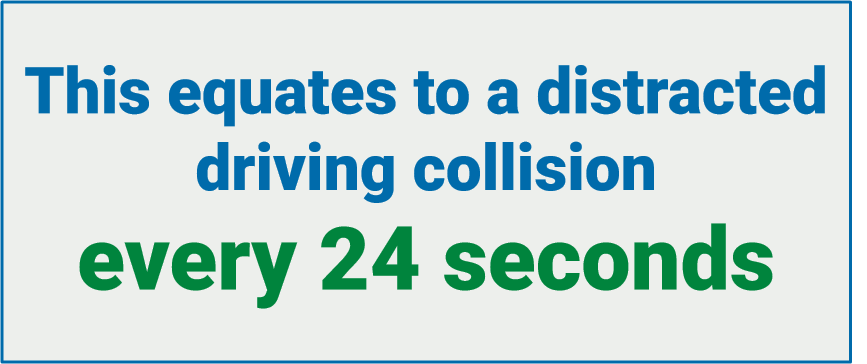 This equates to a distracted
driving collision
every 24 seconds